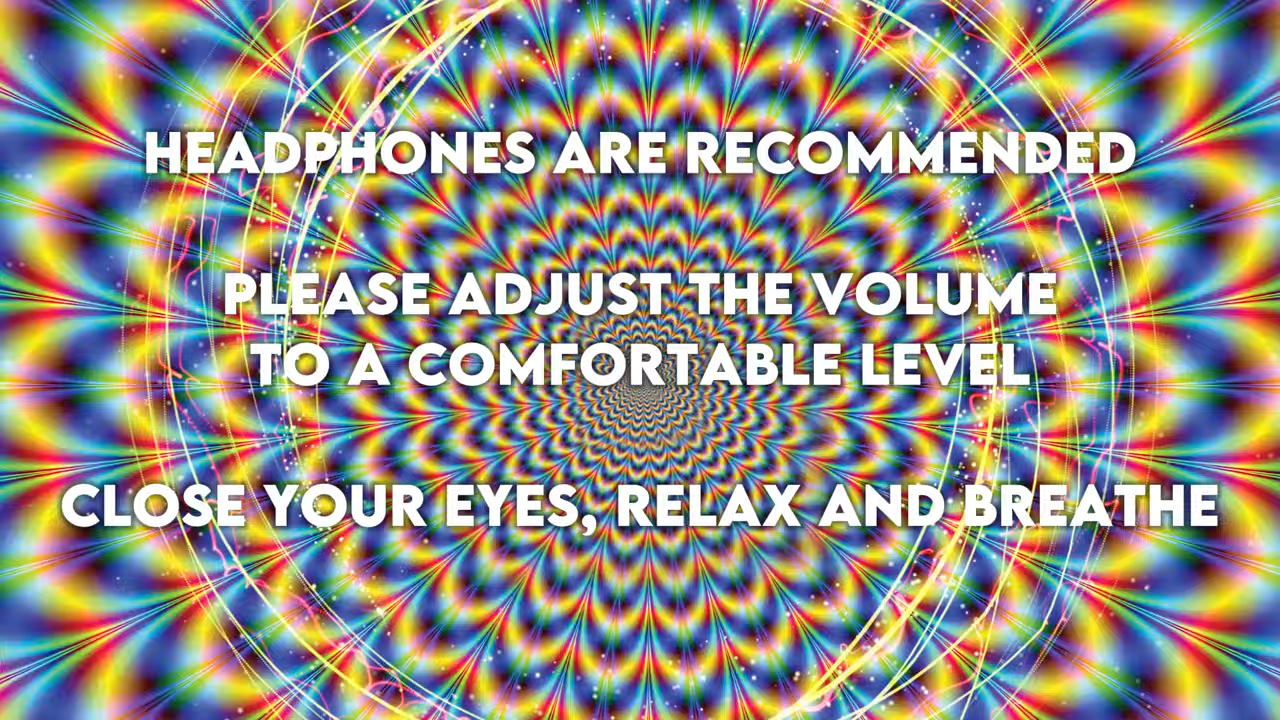 HEADPHONES ARE RECOMMENDED
PLEASE ADJUST THE VOLUME
TO A COMFORTABLE LEVEL
CLOSE YOUR EYES, RELAX AND BREATHE